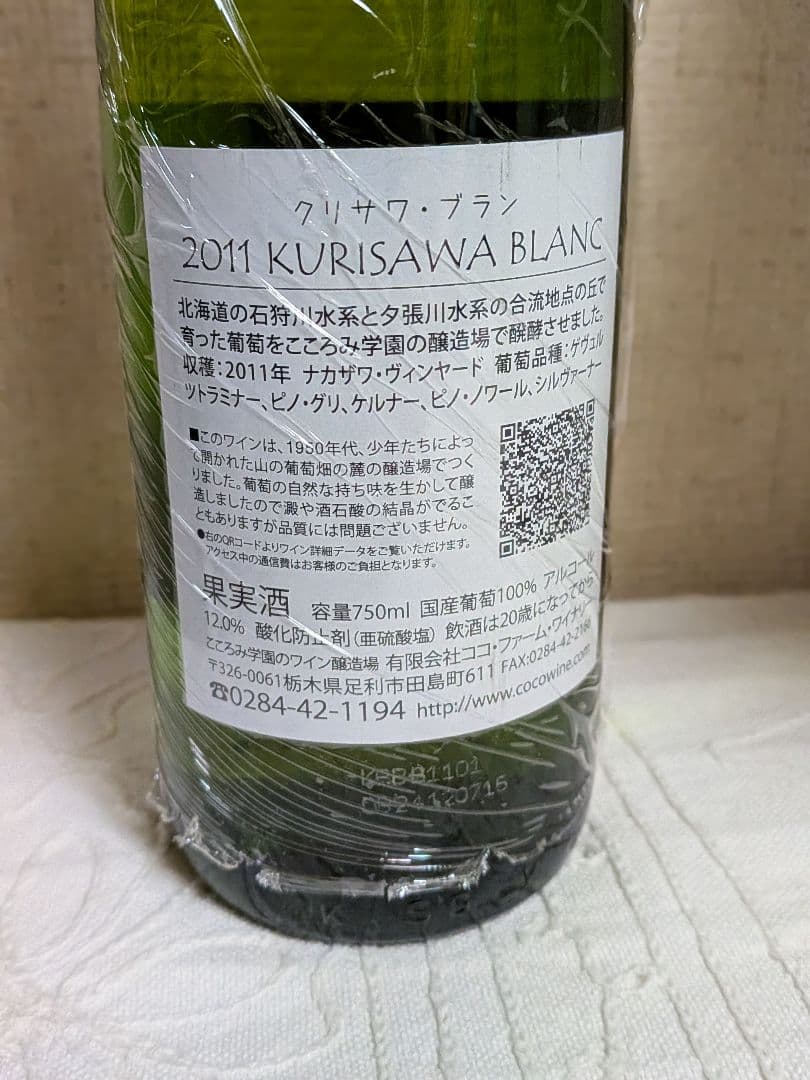 クリサワ・ブラン
2011 KURISAWA BLANC
北海道の石狩川水系と夕張川水系の合流地点の丘で
育った葡萄をこころみ学園の醸造場で醗酵させました。
収穫：2011年 ナカザワ・ヴィンヤード 葡萄品種：ゲヴュル
ツトラミナー、ピノ・グリ、ケルナー、ピノ・ノワール、シルヴァーナー
■このワインは、1950年代、少年たちによっ
て開かれた山の葡萄畑の麓の醸造場でつく
りました。葡萄の自然な持ち味を生かして醸
造しましたので澱や酒石酸の結晶がでるこ
ともありますが品質には問題ございません。
●右のQRコードよりワイン詳細データをご覧いただけます。
アクセス中の通信費はお客様のご負担となります。
果実酒 容量750ml 国産葡萄100% アルコール
12.0% 酸化防止剤（亜硫酸塩） 飲酒は20歳になってから
こころみ学園のワイン醸造場 有限会社ココ・ファーム・ワイナリー
〒326-0061栃木県足利市田島町611 FAX:0284-42-2166
☎0284-42-1194 http://www.cocowine.com